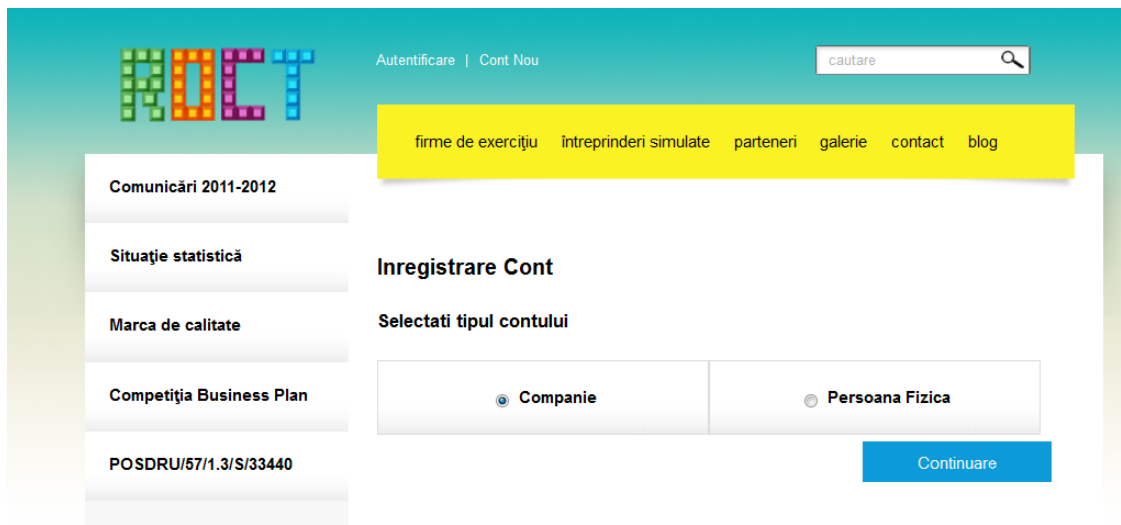 ROCT
Autentificare | Cont Nou
cautare
firme de exerciţiu întreprinderi simulate parteneri galerie contact blog
Comunicări 2011-2012
Situaţie statistică
Marca de calitate
Competiţia Business Plan
POSDRU/57/1.3/S/33440
Inregistrare Cont
Selectati tipul contului
Companie
Persoana Fizica
Continuare